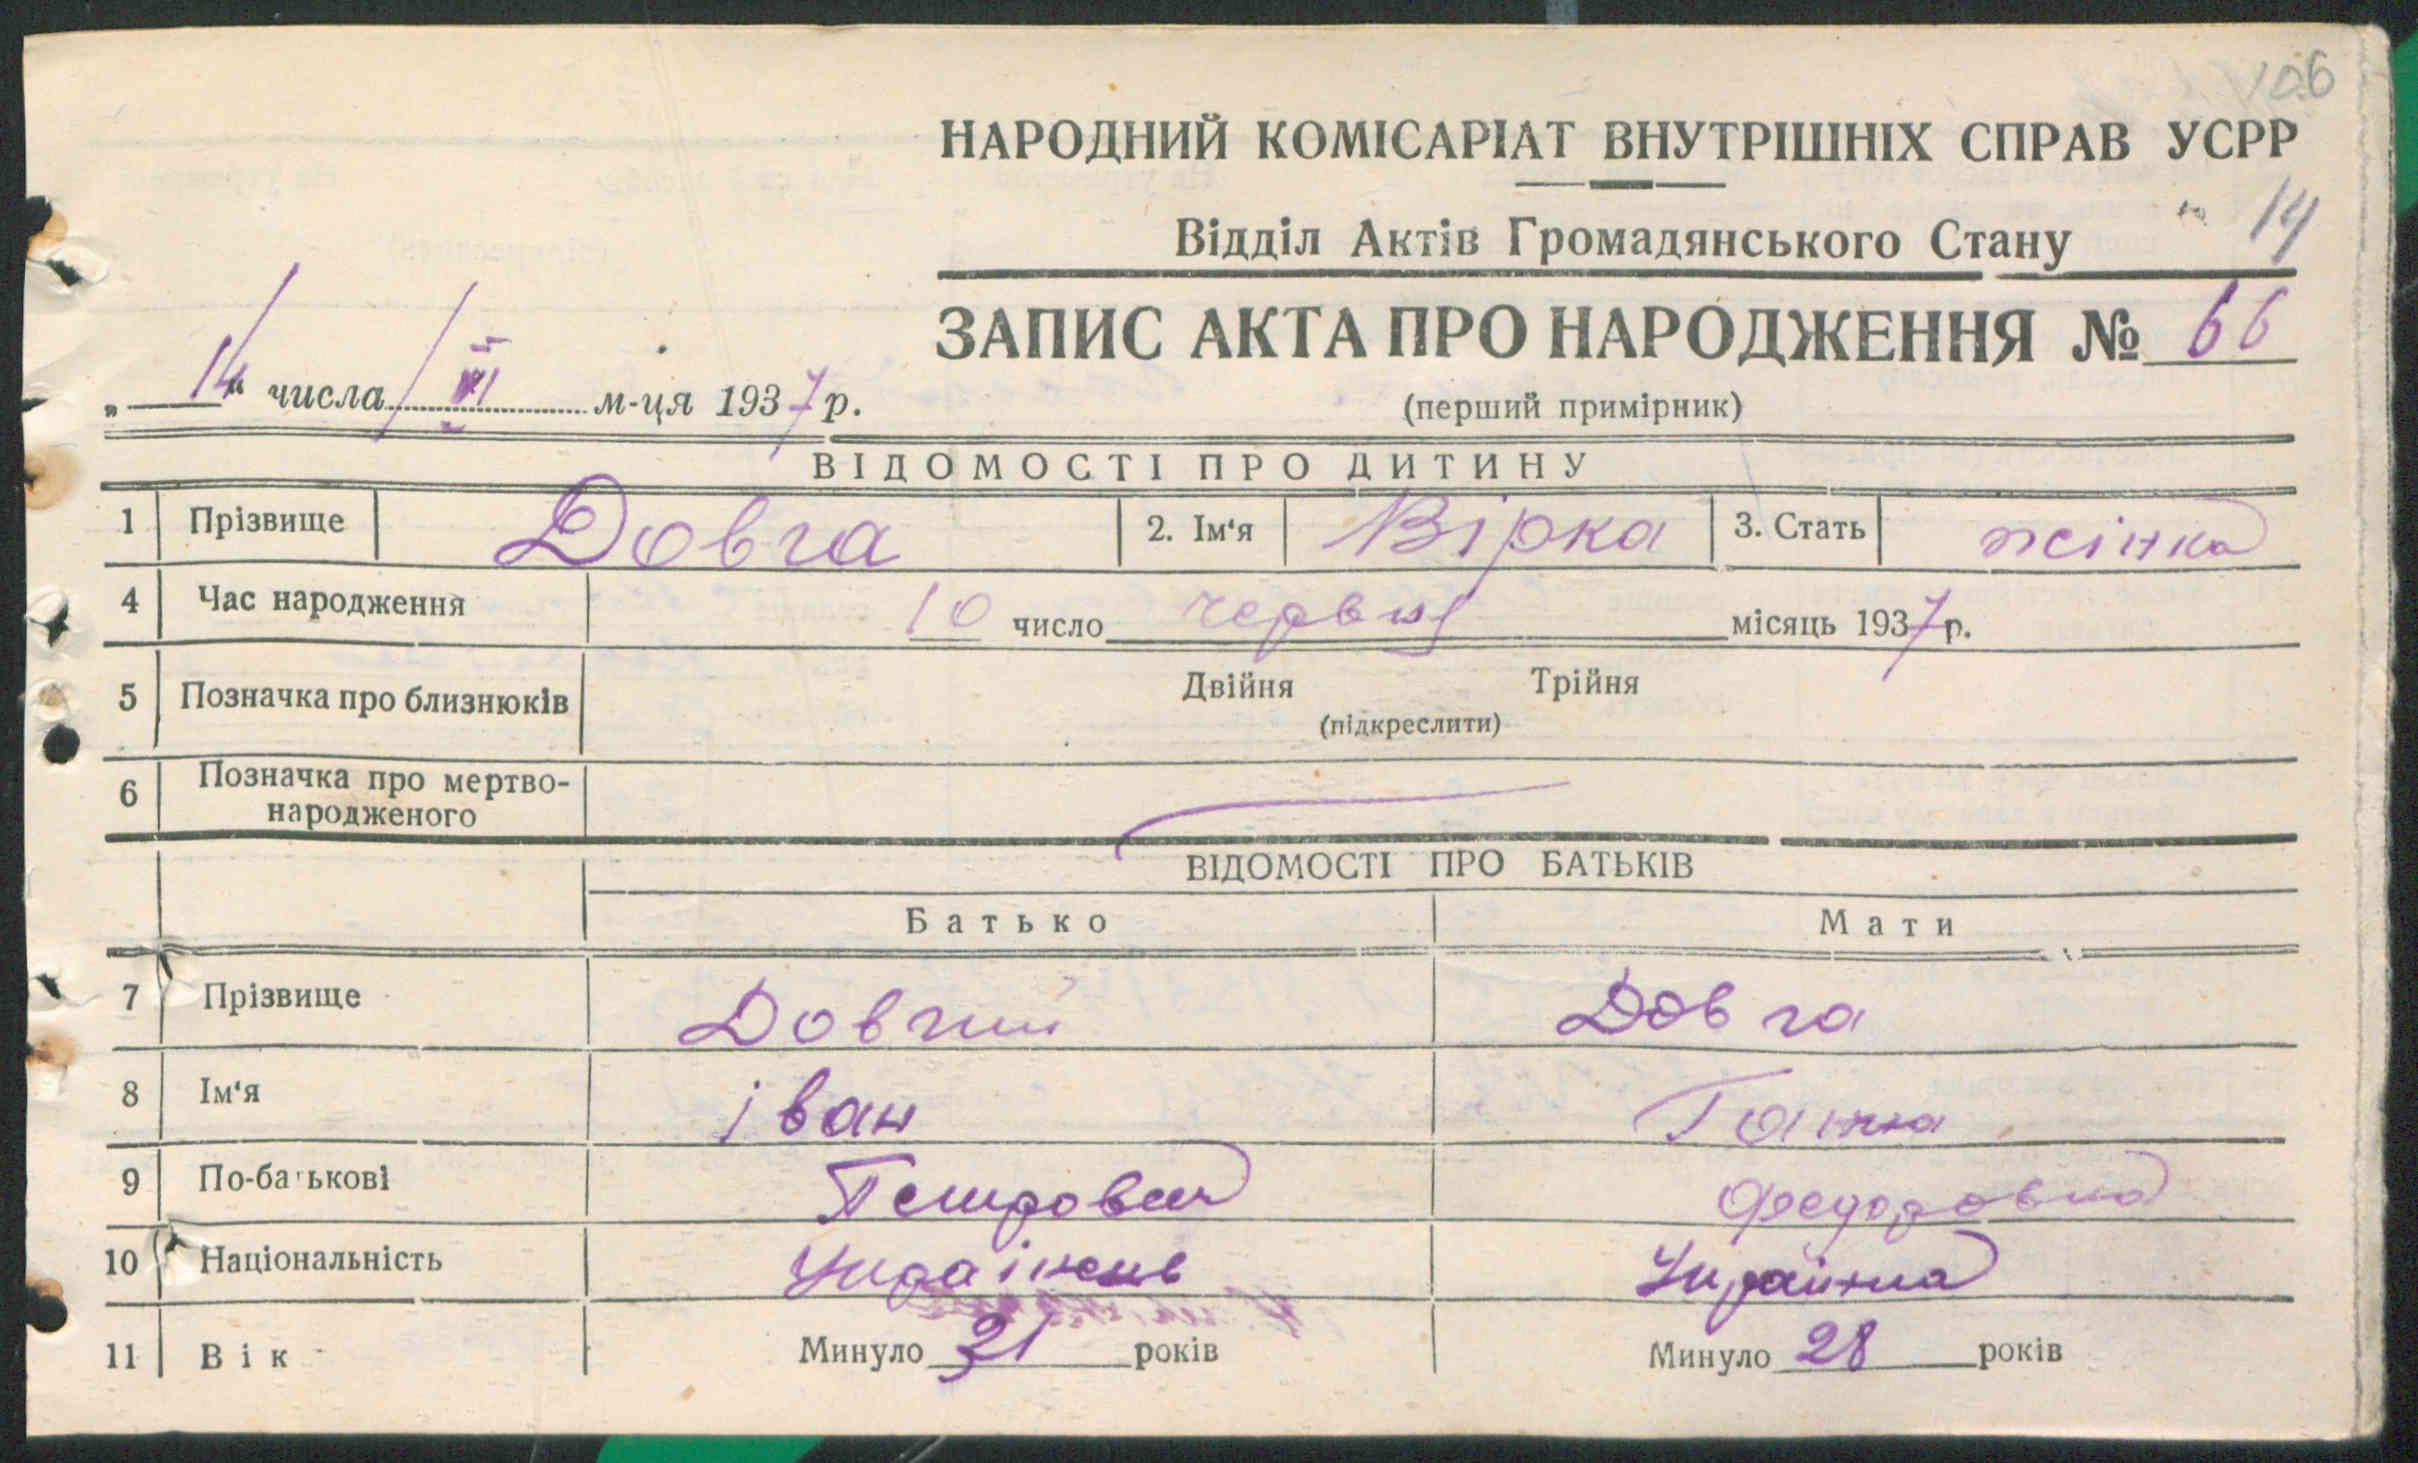 106
НАРОДНИЙ КОМІСАРІАТ ВНУТРІШНІХ СПРАВ УСРР
Відділ Актів Громадянського Стану
14
ЗАПИС АКТА ПРО НАРОДЖЕННЯ № 66
„14“ числа VI м-ця 1937 р.
(перший примірник)
ВІДОМОСТІ ПРО ДИТИНУ
1 Прізвище Довга 2. Ім'я Вірка 3. Стать жінка
4 Час народження 10 число червня місяць 1937 р.
5 Позначка про близнюків Двійня Трійня
(підкреслити)
6 Позначка про мертво-
народженого
ВІДОМОСТІ ПРО БАТЬКІВ
Батько Мати
7 Прізвище Довгий Довга
8 Ім'я іван Ганна
9 По-батькові Петрович Федоровна
10 Національність Українець Українка
11 Вік Минуло 31 років Минуло 28 років